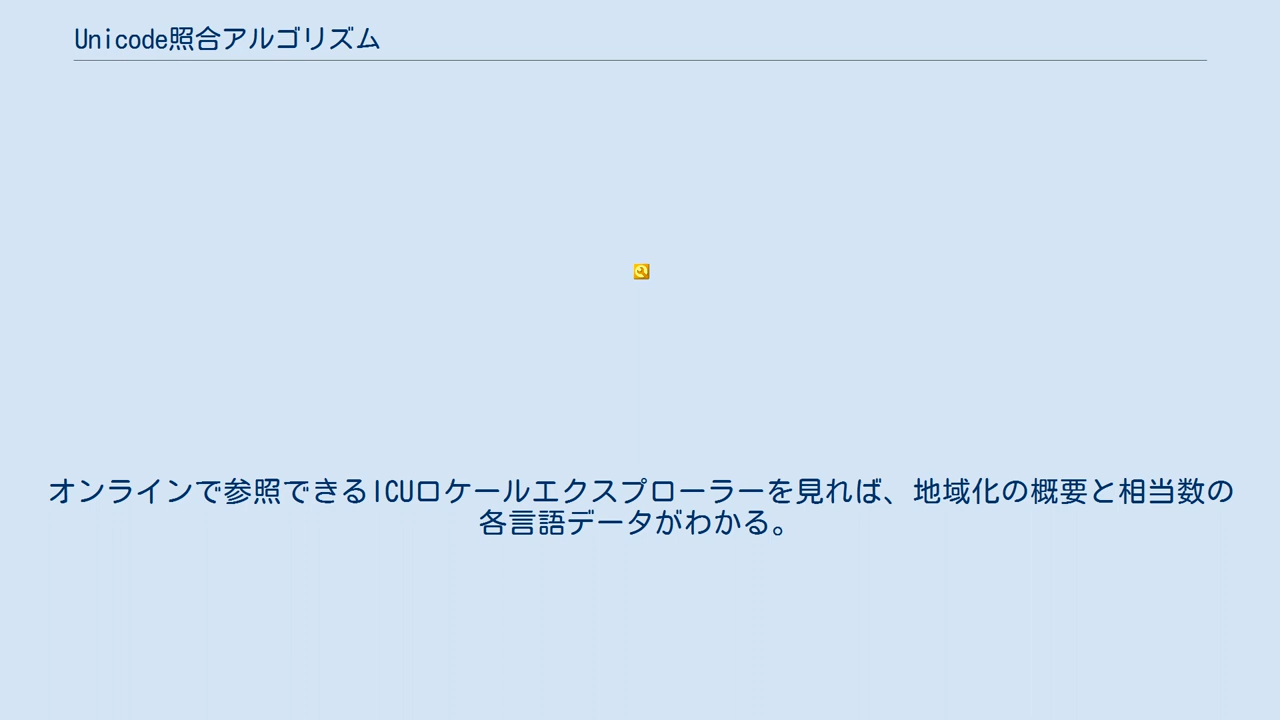 Unicode照合アルゴリズム
オンラインで参照できるICUロケールエクスプローラーを見れば、地域化の概要と相当数の
各言語データがわかる。